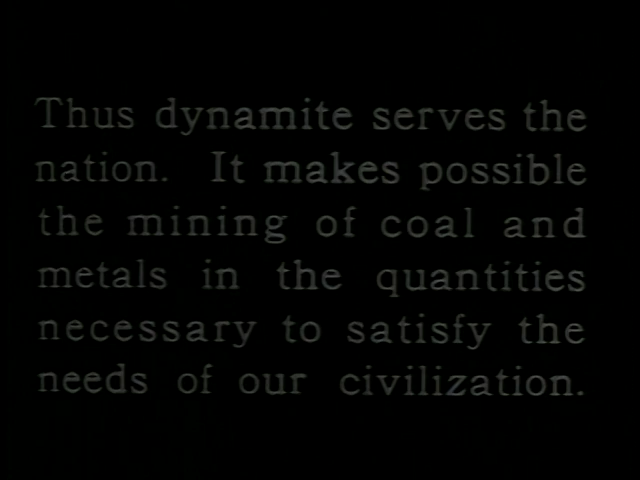 Thus dynamite serves the
nation. It makes possible
the mining of coal and
metals in the quantities
necessary to satisfy the
needs of our civilization.